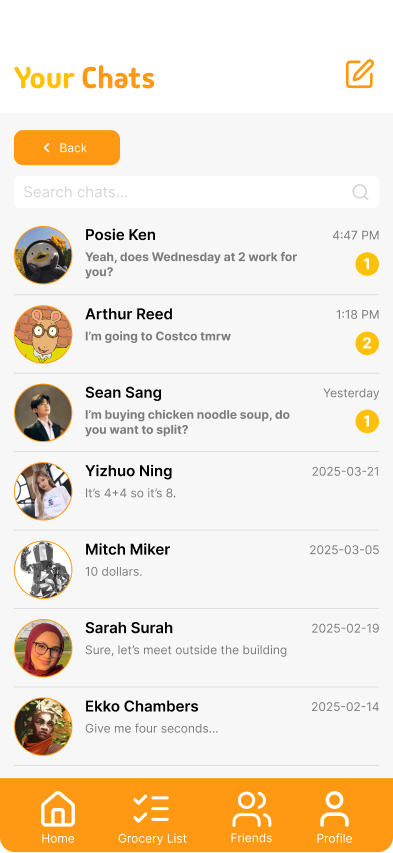 Your Chats
Back
Search chats...
Posie Ken
4:47 PM
Yeah, does Wednesday at 2 work for
you?
1
Arthur Reed
1:18 PM
I'm going to Costco tmrw
2
Sean Sang
Yesterday
I'm buying chicken noodle soup, do
you want to split?
1
Yizhuo Ning
2025-03-21
It's 4+4 so it's 8.
Mitch Miker
2025-03-05
10 dollars.
Sarah Surah
2025-02-19
Sure, let's meet outside the building
Ekko Chambers
2025-02-14
Give me four seconds...
Home
Grocery List
Friends
Profile